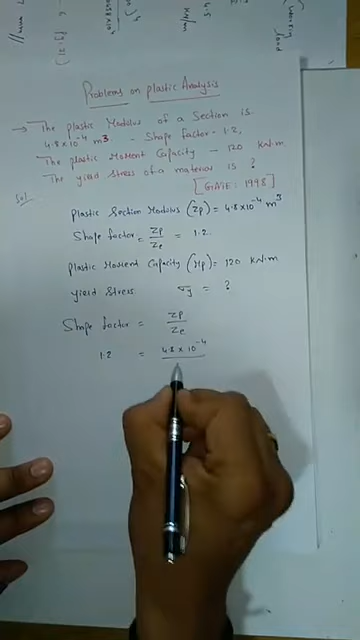 Problems on plastic Analysis
→ The plastic Modulus of a Section is
4.8×10⁻⁴ m³ - Shape factor - 1.2,
The plastic Moment Capacity - 120 kN.m
The yield stress of a material is ?
Sol
[GATE: 1998]
plastic Section Modulus (Zp) = 4.8×10⁻⁴ m³
Shape factor = Zp/Ze = 1.2
plastic Moment Capacity (Mp) = 120 kN.m
yield stress σy = ?
Shape factor = Zp/Ze
1.2 = 4.8×10⁻⁴